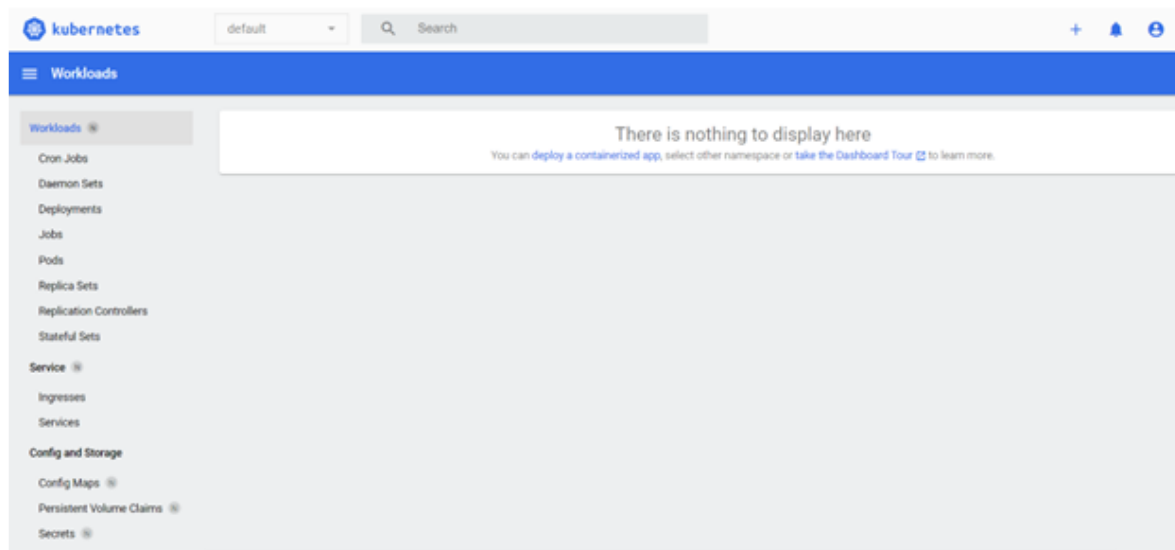 kubernetes
default
Search
Workloads
Workloads N
Cron Jobs
Daemon Sets
Deployments
Jobs
Pods
Replica Sets
Replication Controllers
Stateful Sets
Service N
Ingresses
Services
Config and Storage
Config Maps N
Persistent Volume Claims N
Secrets N
There is nothing to display here
You can deploy a containerized app, select other namespace or take the Dashboard Tour to learn more.